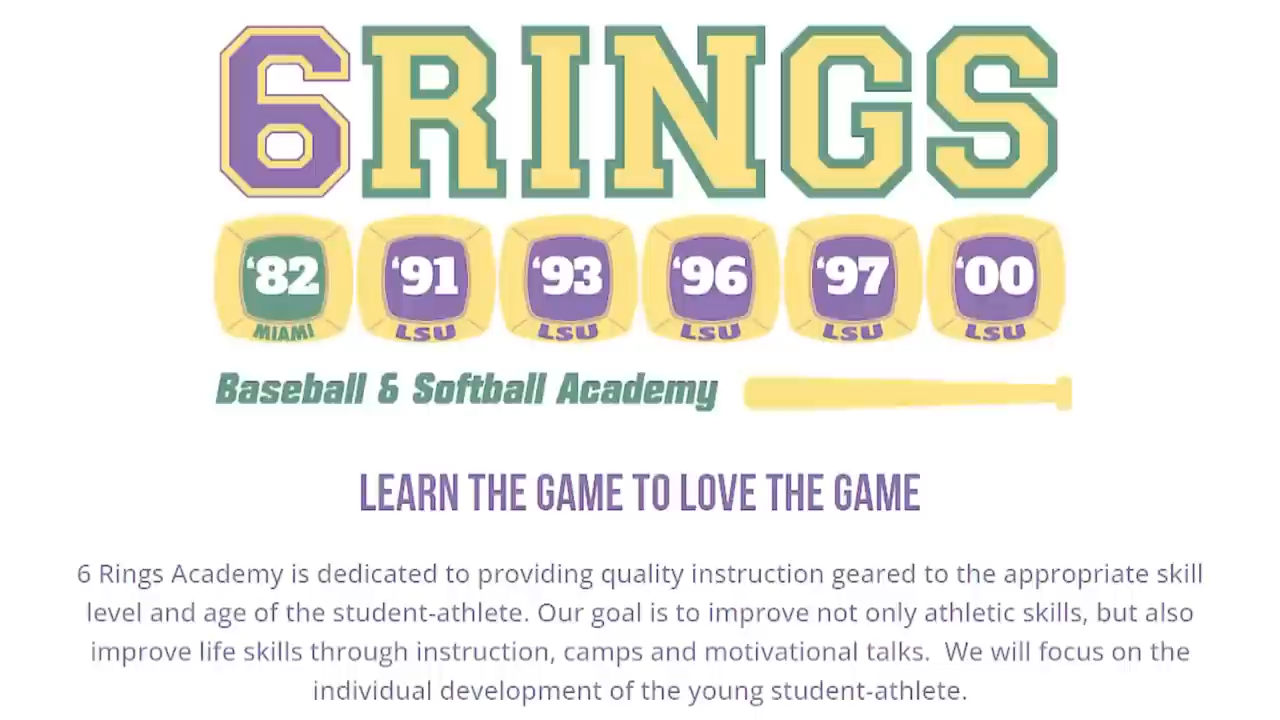 6RINGS
‘82 ‘91 ‘93 ‘96 ‘97 ‘00
MIAMI LSU LSU LSU LSU LSU
Baseball & Softball Academy
LEARN THE GAME TO LOVE THE GAME
6 Rings Academy is dedicated to providing quality instruction geared to the appropriate skill
level and age of the student-athlete. Our goal is to improve not only athletic skills, but also
improve life skills through instruction, camps and motivational talks.  We will focus on the
individual development of the young student-athlete.